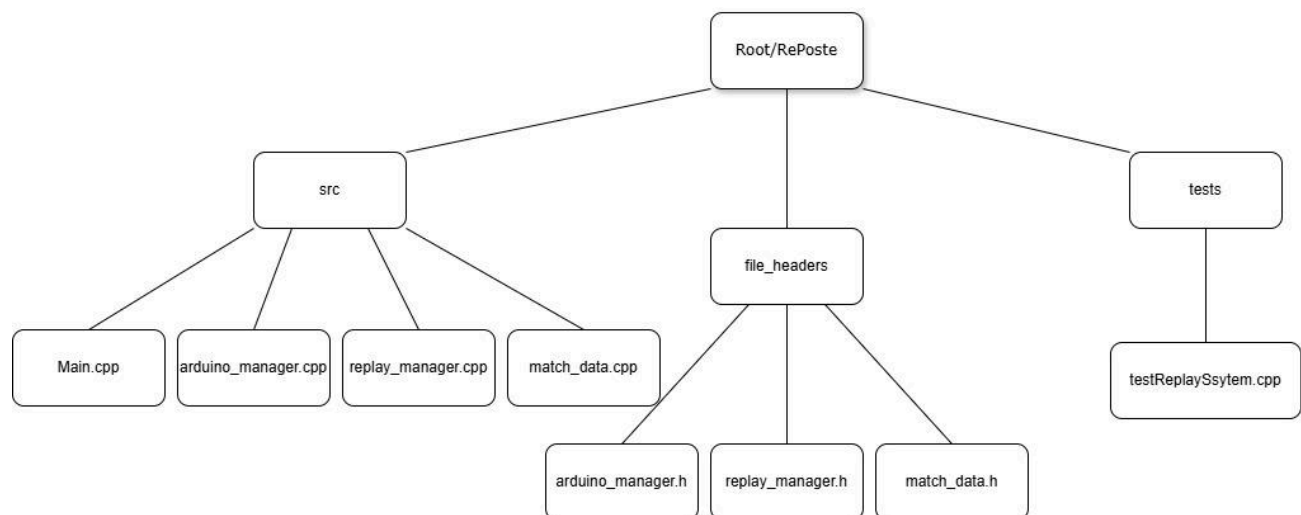 Root/RePoste
src
tests
file_headers
Main.cpp
arduino_manager.cpp
replay_manager.cpp
match_data.cpp
testReplaySsytem.cpp
arduino_manager.h
replay_manager.h
match_data.h